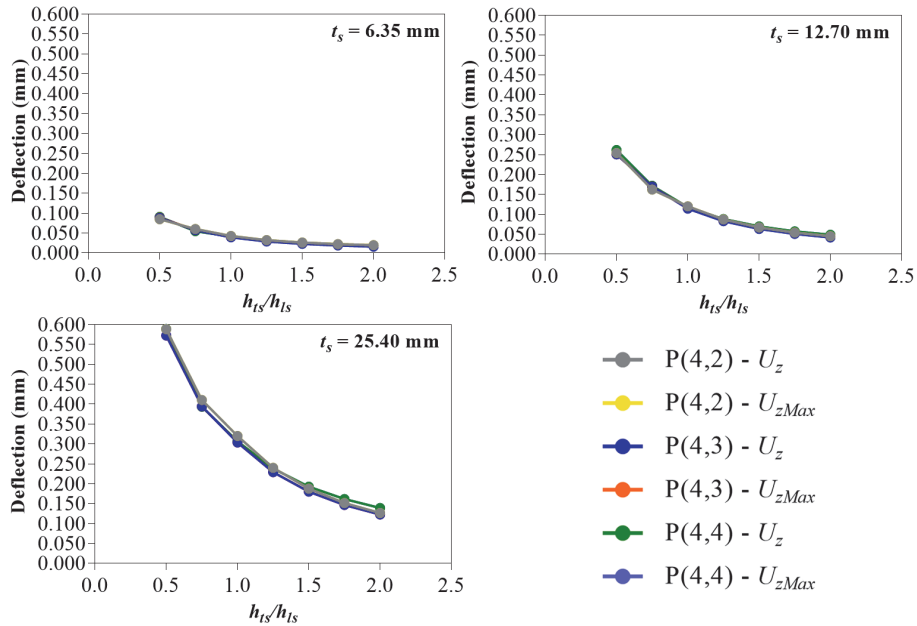 0.600
0.550
0.500
0.450
0.400
0.350
0.300
0.250
0.200
0.150
0.100
0.050
0.000
Deflection (mm)
t_s = 6.35 mm
0.0 0.5 1.0 1.5 2.0 2.5
h_ts/h_ls
0.600
0.550
0.500
0.450
0.400
0.350
0.300
0.250
0.200
0.150
0.100
0.050
0.000
Deflection (mm)
t_s = 12.70 mm
0.0 0.5 1.0 1.5 2.0 2.5
h_ts/h_ls
0.600
0.550
0.500
0.450
0.400
0.350
0.300
0.250
0.200
0.150
0.100
0.050
0.000
Deflection (mm)
t_s = 25.40 mm
0.0 0.5 1.0 1.5 2.0 2.5
h_ts/h_ls
P(4,2) - U_z
P(4,2) - U_zMax
P(4,3) - U_z
P(4,3) - U_zMax
P(4,4) - U_z
P(4,4) - U_zMax